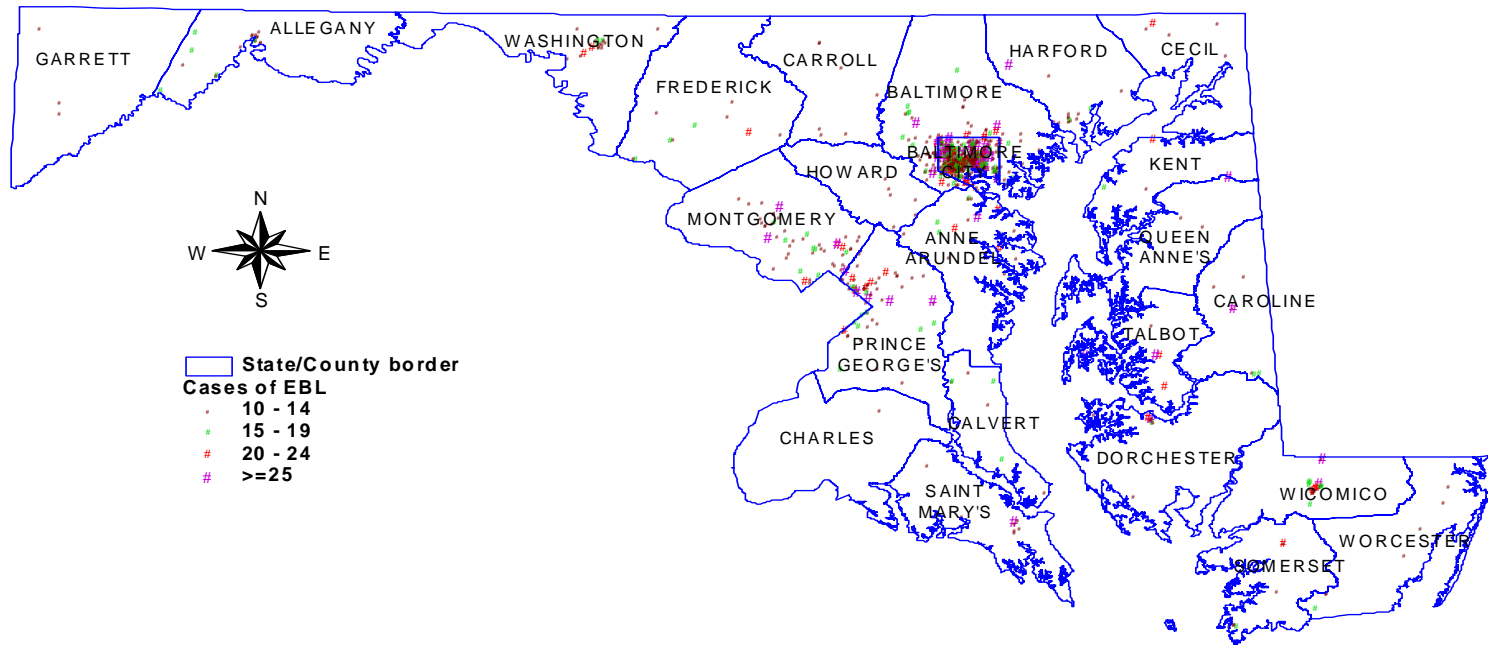 GARRETT
ALLEGANY
WASHINGTON
FREDERICK
CARROLL
BALTIMORE
HARFORD
CECIL
BALTIMORE
CITY
HOWARD
KENT
MONTGOMERY
ANNE
ARUNDEL
QUEEN
ANNE'S
N
W
E
S
CAROLINE
TALBOT
PRINCE
GEORGE'S
State/County border
Cases of EBL
10 - 14
15 - 19
20 - 24
>=25
CHARLES
CALVERT
DORCHESTER
SAINT
MARY'S
WICOMICO
WORCESTER
SOMERSET